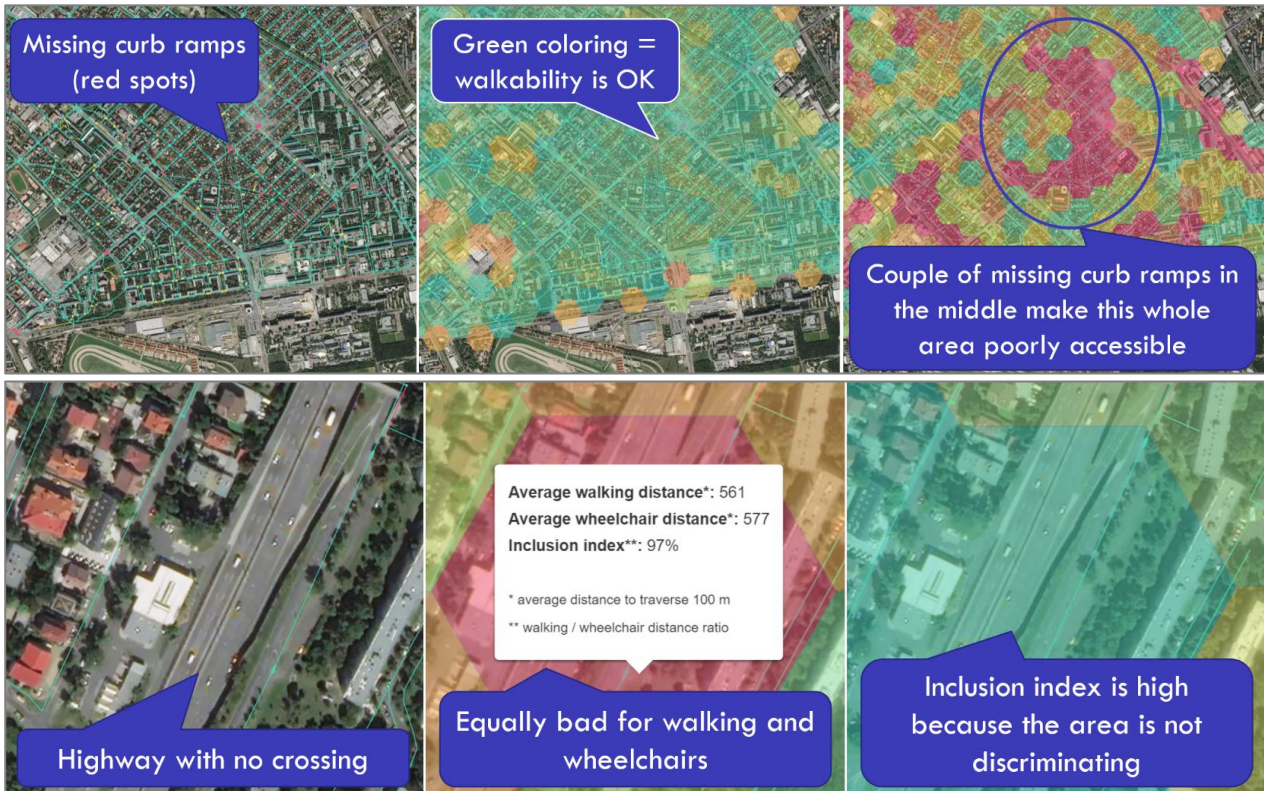 Missing curb ramps
(red spots)
Green coloring =
walkability is OK
Couple of missing curb ramps in
the middle make this whole
area poorly accessible
Highway with no crossing
Average walking distance*: 561
Average wheelchair distance*: 577
Inclusion index**: 97%
* average distance to traverse 100 m
** walking / wheelchair distance ratio
Equally bad for walking and
wheelchairs
Inclusion index is high
because the area is not
discriminating